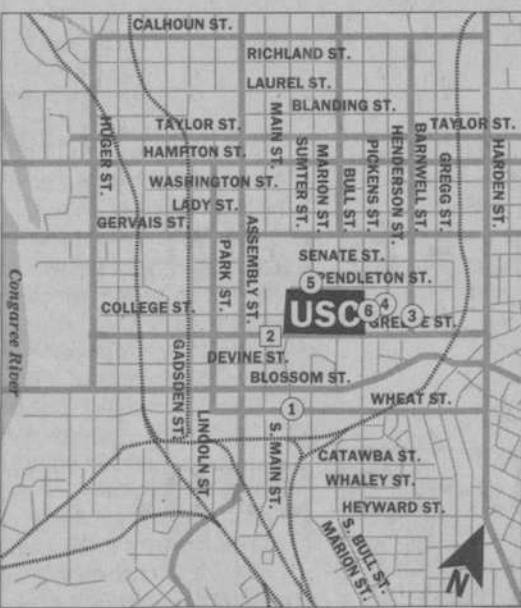 CALHOUN ST.
RICHLAND ST.
LAUREL ST.
BLANDING ST.
TAYLOR ST.
TAYLOR ST.
HUGER ST.
MAIN ST.
HAMPTON ST.
SUMTER ST.
MARION ST.
BULL ST.
PICKENS ST.
HENDERSON ST.
BARNWELL ST.
GREGG ST.
HARDEN ST.
WASHINGTON ST.
LADY ST.
GERVAIS ST.
ASSEMBLY ST.
PARK ST.
SENATE ST.
5
PENDLETON ST.
Congaree River
COLLEGE ST.
USC
6
4
3
GREENE ST.
2
GADSDEN ST.
DEVINE ST.
BLOSSOM ST.
1
WHEAT ST.
LINCOLN ST
S. MAIN ST.
CATAWBA ST.
WHALEY ST.
HEYWARD ST.
S. BULL ST.
MARION ST.
N